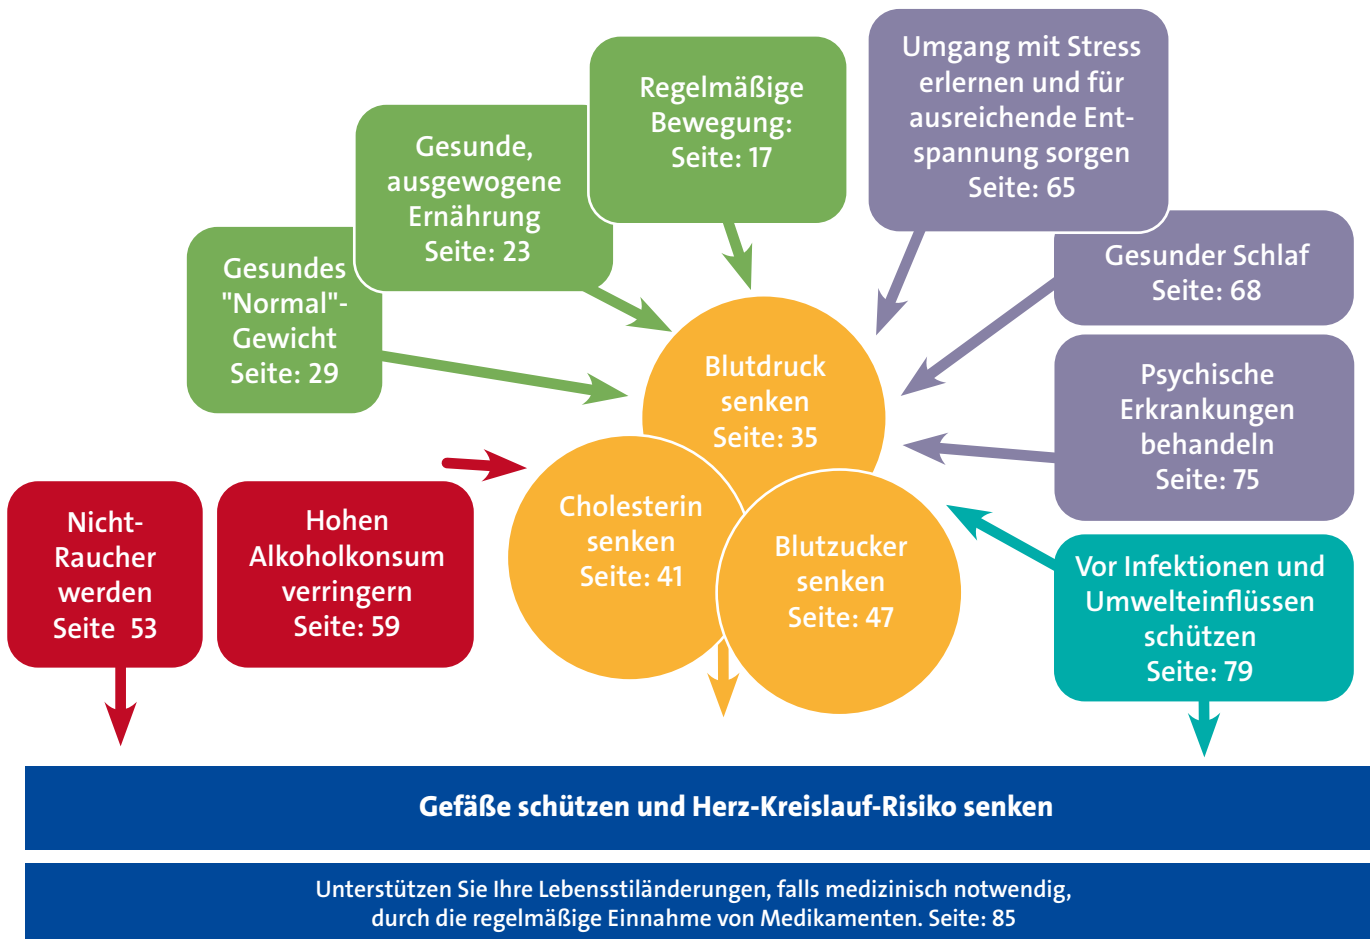 Umgang mit Stress
erlernen und für
ausreichende Ent-
spannung sorgen
Seite: 65
Regelmäßige
Bewegung:
Seite: 17
Gesunde,
ausgewogene
Ernährung
Seite: 23
Gesundes
"Normal"-
Gewicht
Seite: 29
Gesunder Schlaf
Seite: 68
Psychische
Erkrankungen
behandeln
Seite: 75
Blutdruck
senken
Seite: 35
Cholesterin
senken
Seite: 41
Blutzucker
senken
Seite: 47
Nicht-
Raucher
werden
Seite 53
Hohen
Alkoholkonsum
verringern
Seite: 59
Vor Infektionen und
Umwelteinflüssen
schützen
Seite: 79
Gefäße schützen und Herz-Kreislauf-Risiko senken
Unterstützen Sie Ihre Lebensstiländerungen, falls medizinisch notwendig,
durch die regelmäßige Einnahme von Medikamenten. Seite: 85